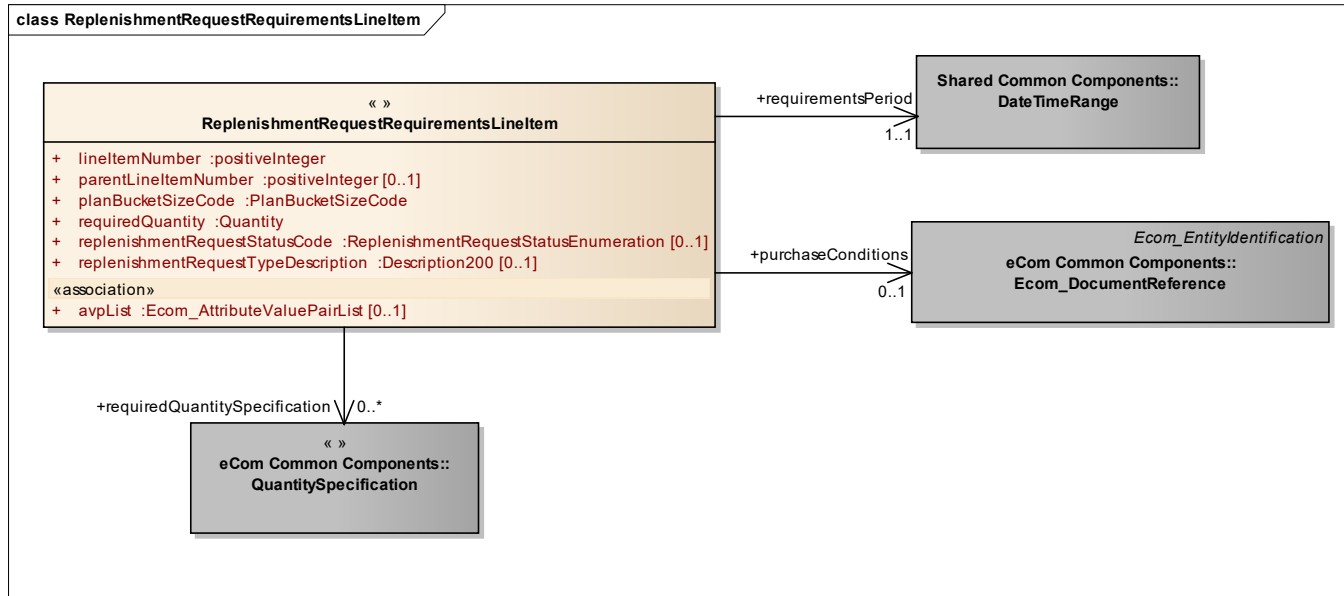 class ReplenishmentRequestRequirementsLineItem
« »
ReplenishmentRequestRequirementsLineItem
+ lineItemNumber :positiveInteger
+ parentLineItemNumber :positiveInteger [0..1]
+ planBucketSizeCode :PlanBucketSizeCode
+ requiredQuantity :Quantity
+ replenishmentRequestStatusCode :ReplenishmentRequestStatusEnumeration [0..1]
+ replenishmentRequestTypeDescription :Description200 [0..1]
«association»
+ avpList :Ecom_AttributeValuePairList [0..1]
+requirementsPeriod
1..1
Shared Common Components::
DateTimeRange
+purchaseConditions
0..1
Ecom_EntityIdentification
eCom Common Components::
Ecom_DocumentReference
+requiredQuantitySpecification 0..*
« »
eCom Common Components::
QuantitySpecification